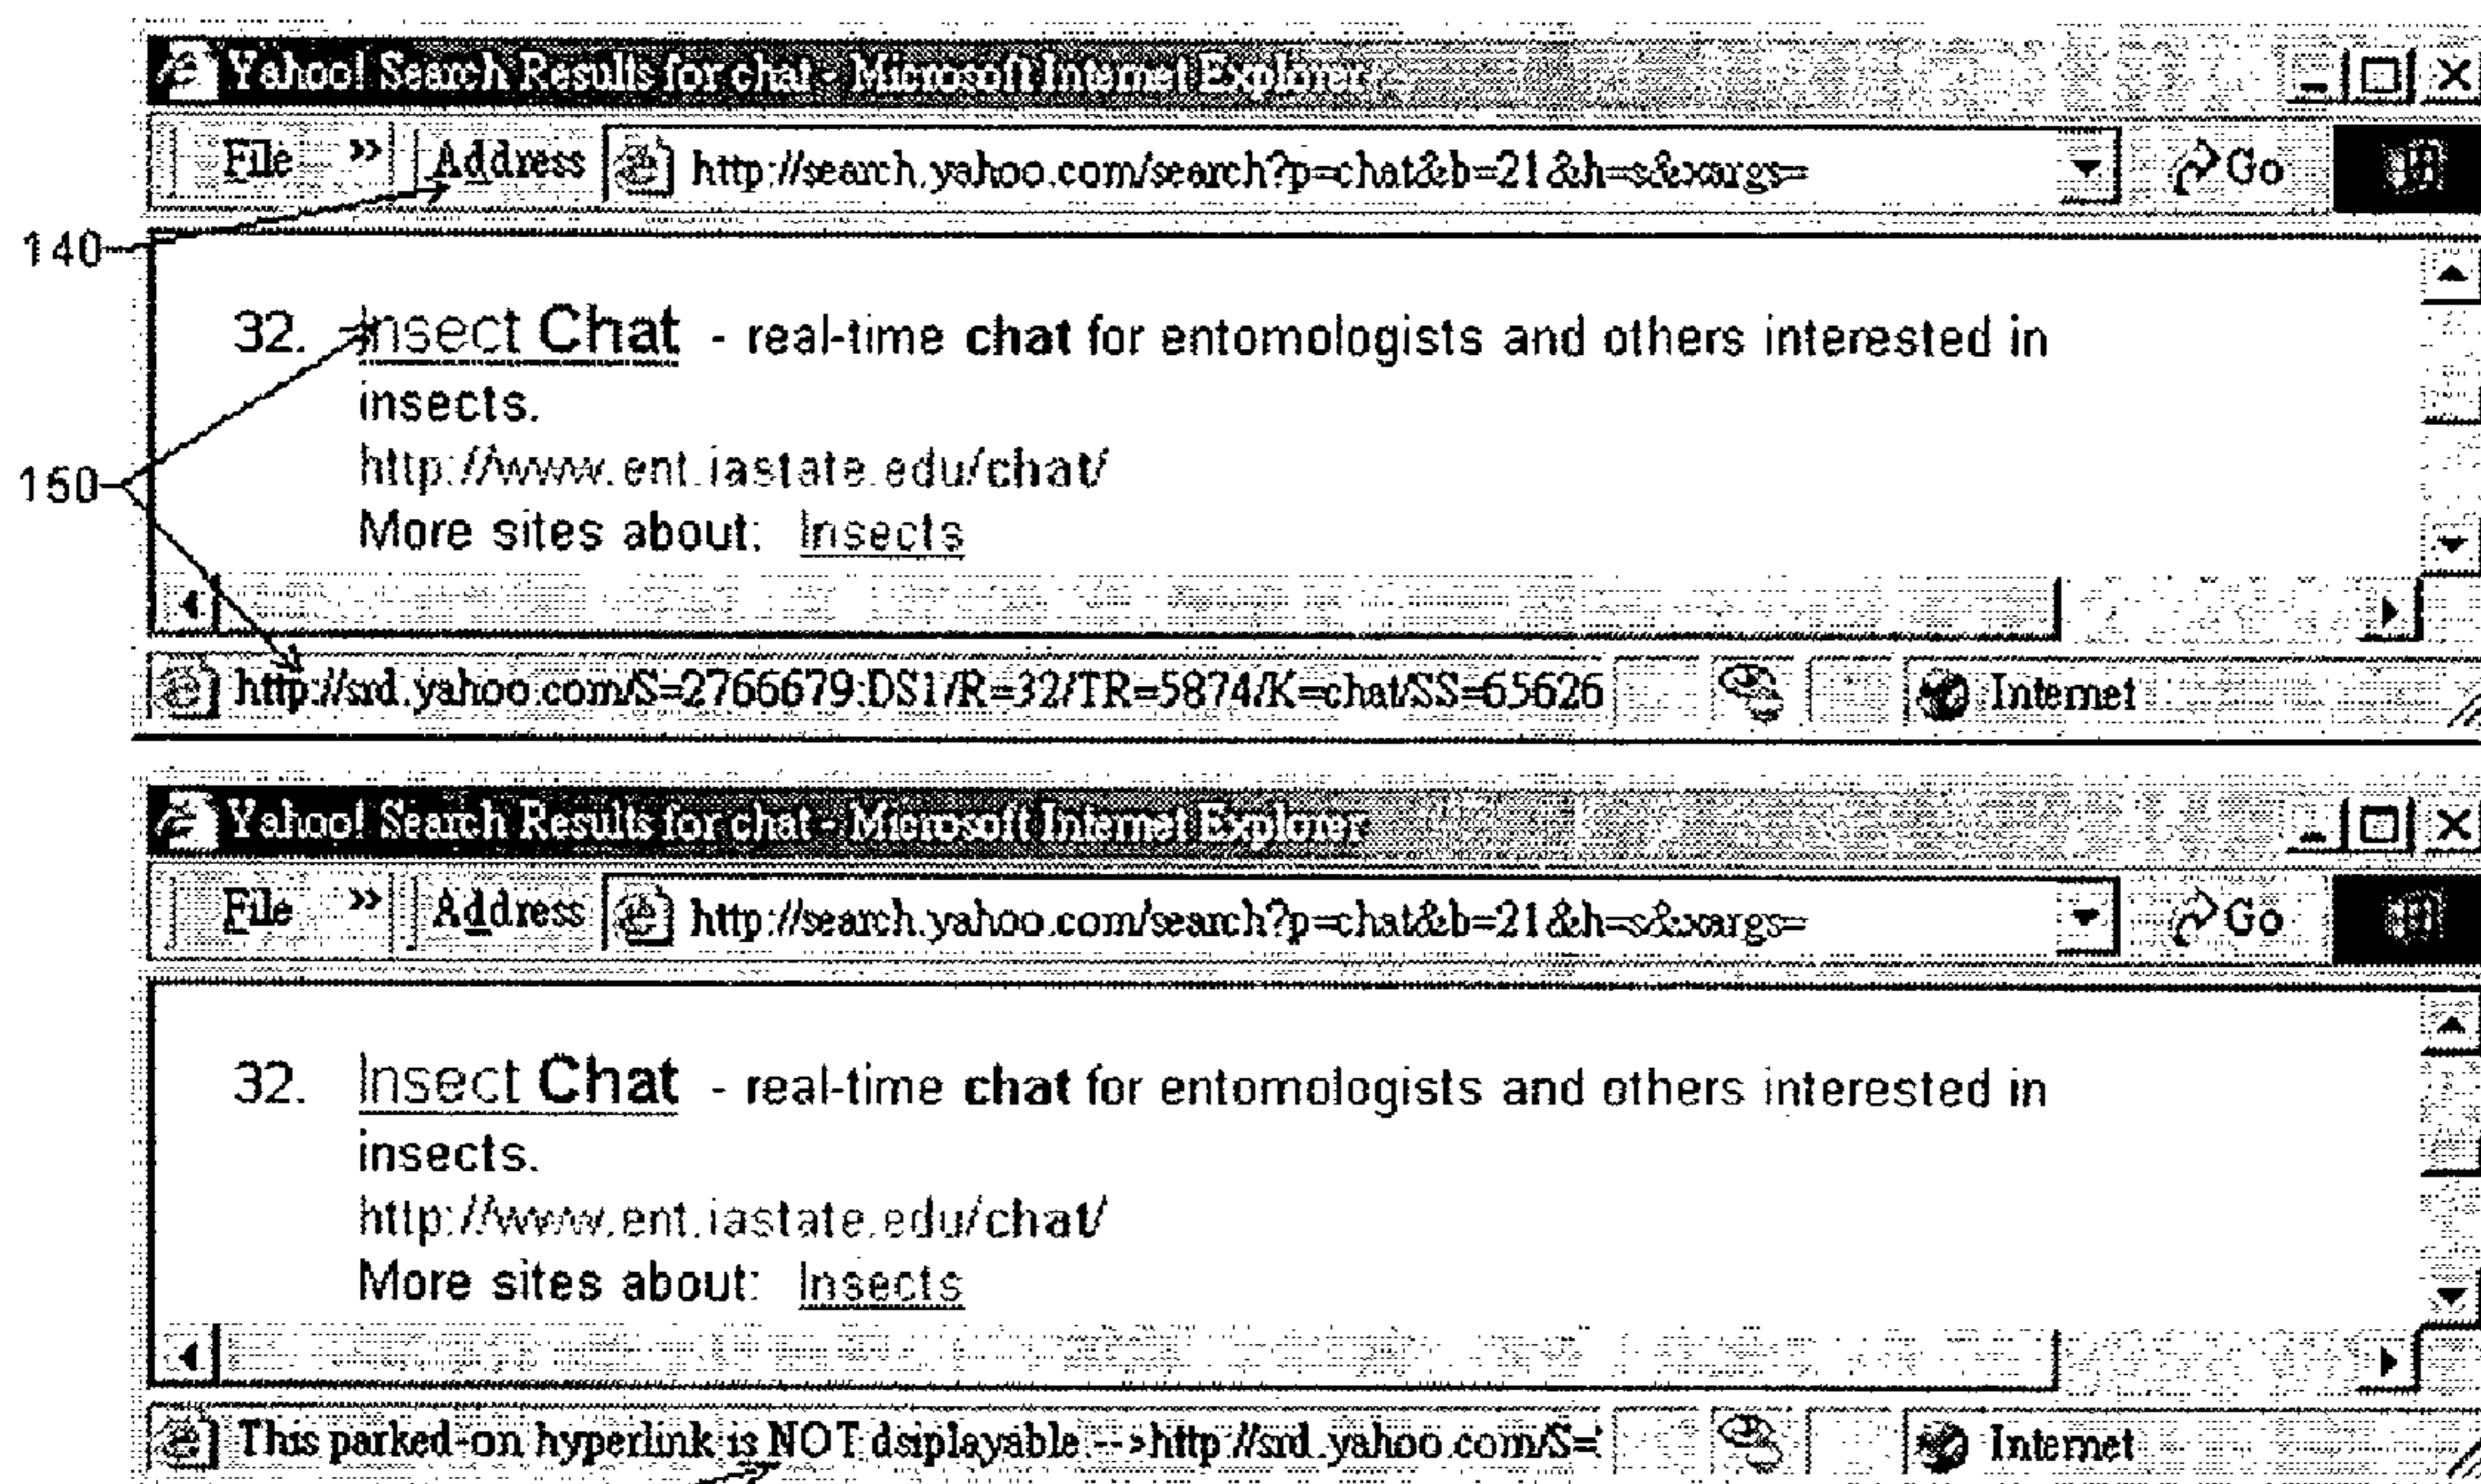 Yahoo! Search Results for chat - Microsoft Internet Explorer
File » Address http://search.yahoo.com/search?p=chat&b=21&h=s&xargs= Go
140
32. Insect Chat - real-time chat for entomologists and others interested in
insects.
http://www.ent.iastate.edu/chat/
150
More sites about: Insects
http://srd.yahoo.com/S=2766679:DS1/R=32/TR=5874/K=chat/SS=65626 Internet
Yahoo! Search Results for chat - Microsoft Internet Explorer
File » Address http://search.yahoo.com/search?p=chat&b=21&h=s&xargs= Go
32. Insect Chat - real-time chat for entomologists and others interested in
insects.
http://www.ent.iastate.edu/chat/
More sites about: Insects
This parked-on hyperlink is NOT dsiplayable -->http://srd.yahoo.com/S= Internet